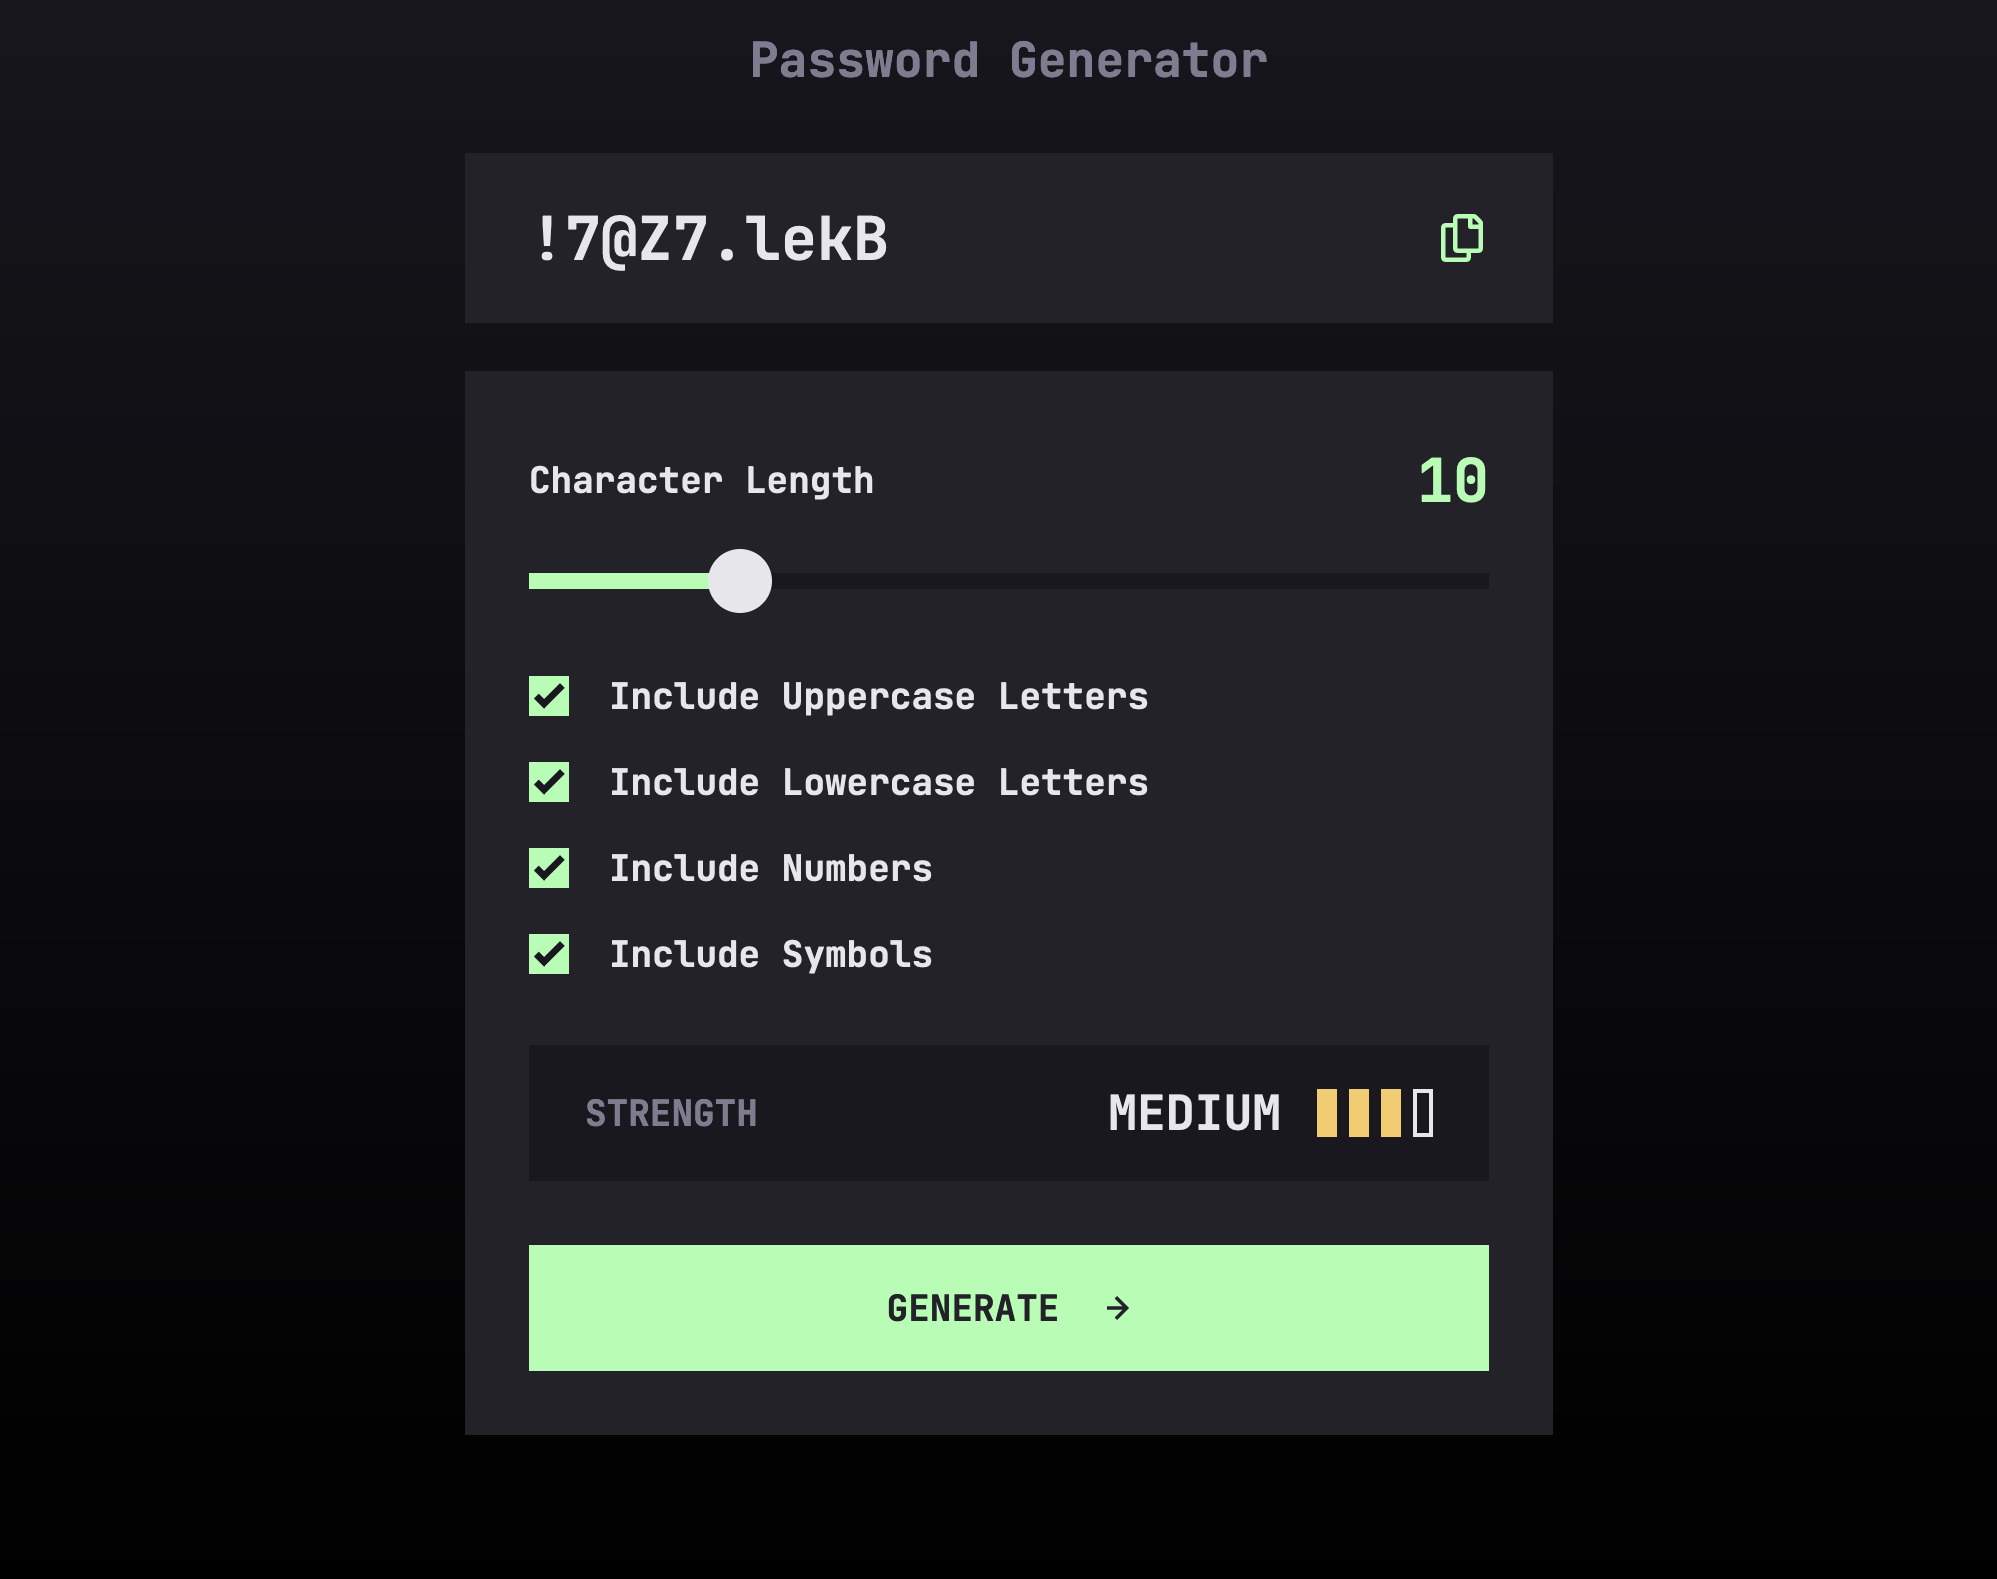 Password Generator
!7@Z7.lekB
Character Length
10
Include Uppercase Letters
Include Lowercase Letters
Include Numbers
Include Symbols
STRENGTH
MEDIUM
GENERATE →